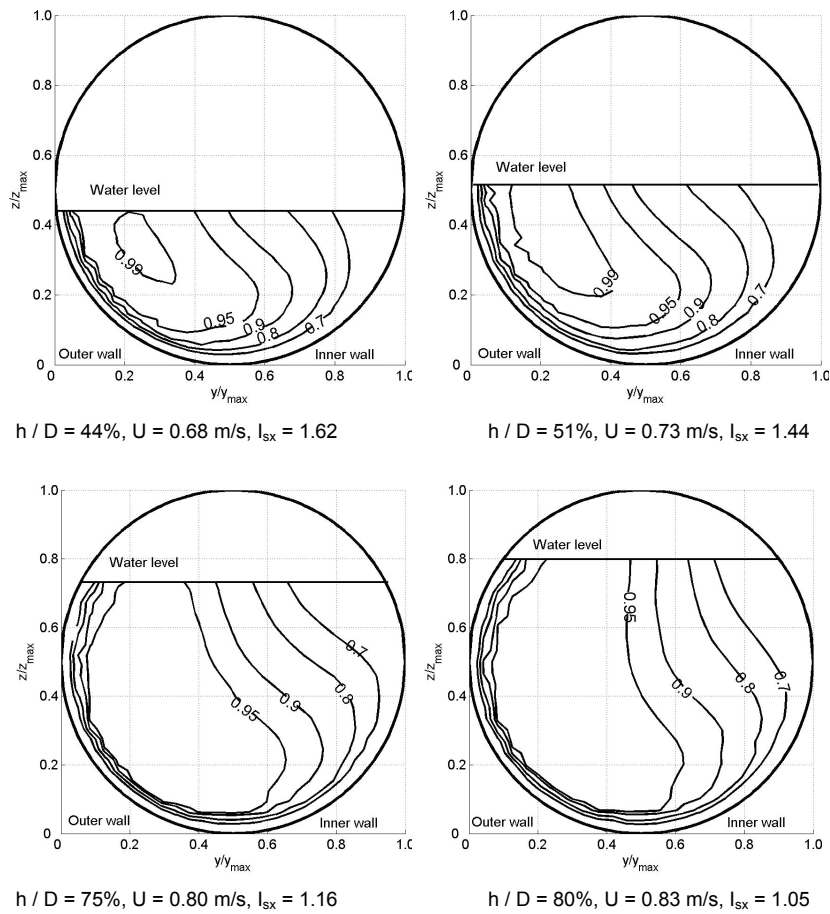 1.0
0.8
0.6
0.4
0.2
0
z/zmax
Water level
0.99
0.95
0.9
0.8
0.7
Outer wall
Inner wall
0.2 0.4 0.6 0.8 1.0
y/ymax
h / D = 44%, U = 0.68 m/s, Isx = 1.62
1.0
0.8
0.6
0.4
0.2
0
z/zmax
Water level
0.99
0.95
0.9
0.8
0.7
Outer wall
Inner wall
0 0.2 0.4 0.6 0.8 1.0
y/ymax
h / D = 51%, U = 0.73 m/s, Isx = 1.44
1.0
0.8
0.6
0.4
0.2
0
z/zmax
Water level
0.7
0.8
0.9
0.95
Outer wall
Inner wall
0 0.2 0.4 0.6 0.8 1.0
y/ymax
h / D = 75%, U = 0.80 m/s, Isx = 1.16
1.0
0.8
0.6
0.4
0.2
0
z/zmax
Water level
0.95
0.9
0.8
0.7
Outer wall
Inner wall
0 0.2 0.4 0.6 0.8 1.0
y/ymax
h / D = 80%, U = 0.83 m/s, Isx = 1.05